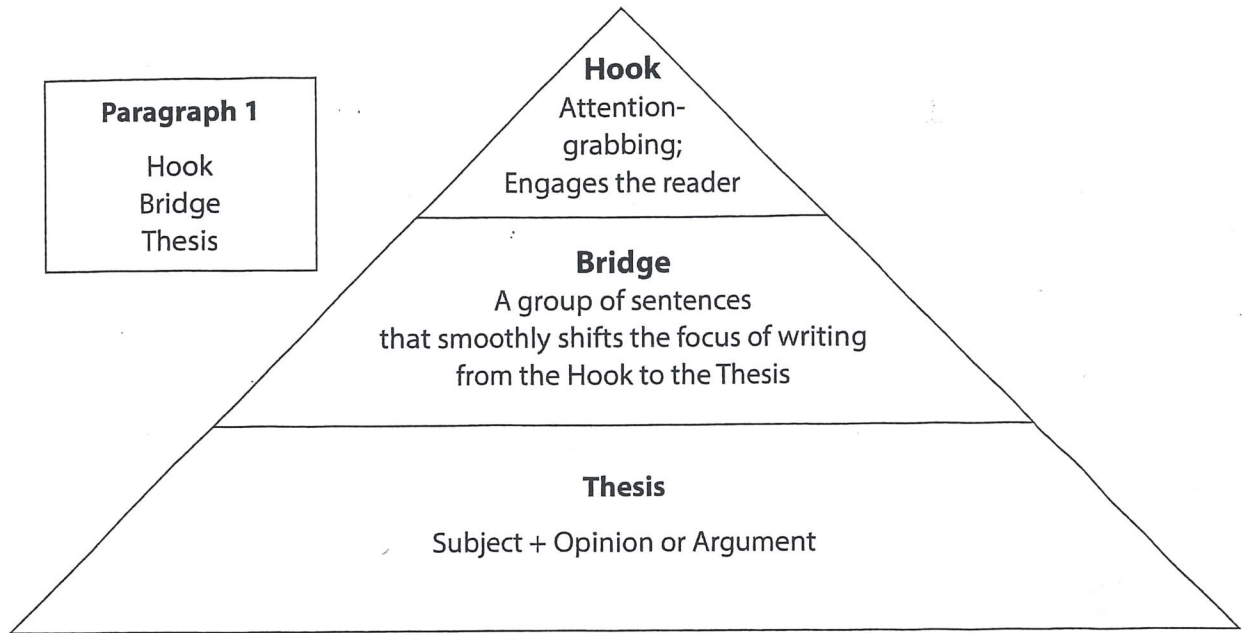 Paragraph 1
Hook
Bridge
Thesis
Hook
Attention-
grabbing;
Engages the reader
Bridge
A group of sentences
that smoothly shifts the focus of writing
from the Hook to the Thesis
Thesis
Subject + Opinion or Argument